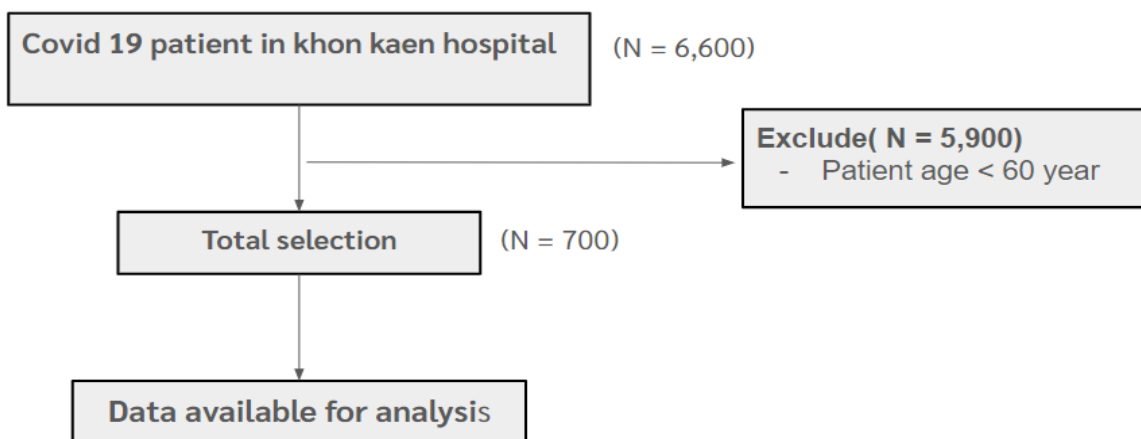 Covid 19 patient in khon kaen hospital
(N = 6,600)
Exclude( N = 5,900)
- Patient age < 60 year
Total selection
(N = 700)
Data available for analysis